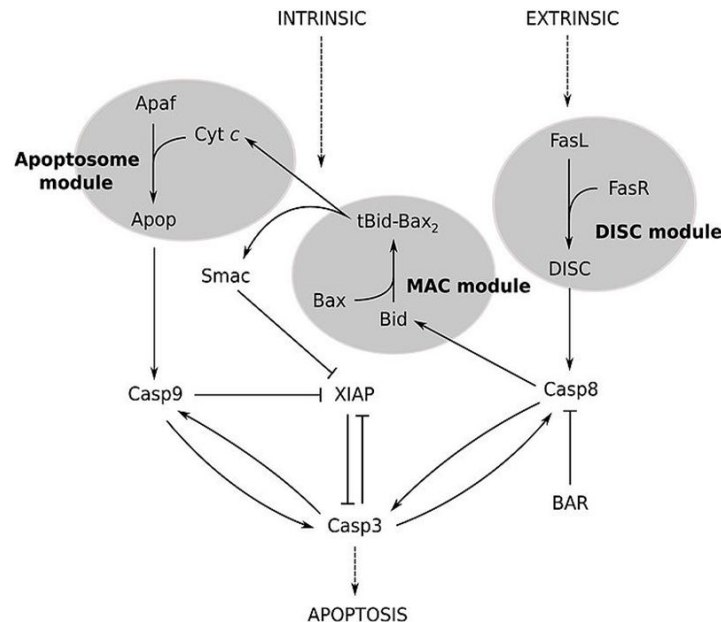 INTRINSIC
EXTRINSIC
Apaf
Cyt c
Apoptosome
module
Apop
FasL
FasR
DISC module
DISC
tBid-Bax₂
Smac
Bax
MAC module
Bid
Casp9
XIAP
Casp8
Casp3
BAR
APOPTOSIS